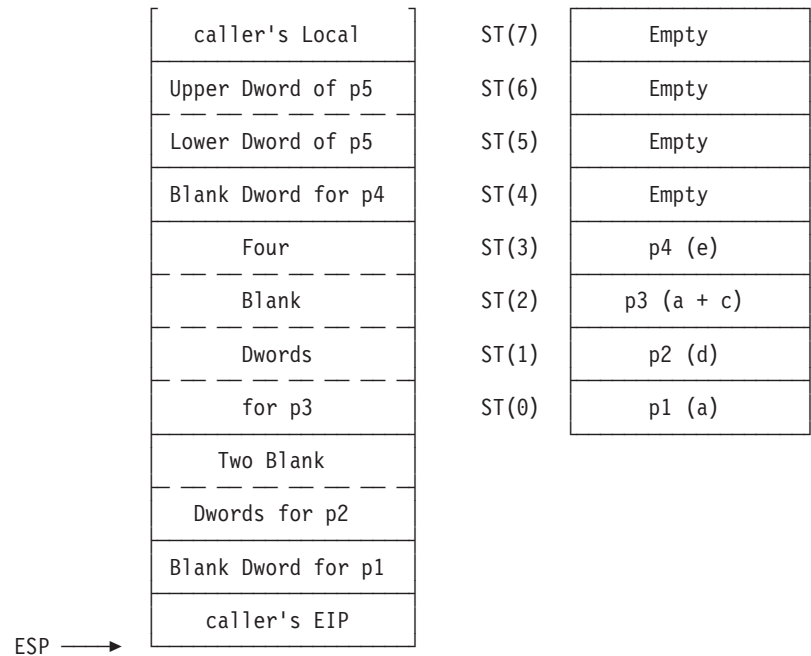 caller's Local ST(7) Empty
Upper Dword of p5 ST(6) Empty
Lower Dword of p5 ST(5) Empty
Blank Dword for p4 ST(4) Empty
Four ST(3) p4 (e)
Blank ST(2) p3 (a + c)
Dwords ST(1) p2 (d)
for p3 ST(0) p1 (a)
Two Blank
Dwords for p2
Blank Dword for p1
caller's EIP
ESP